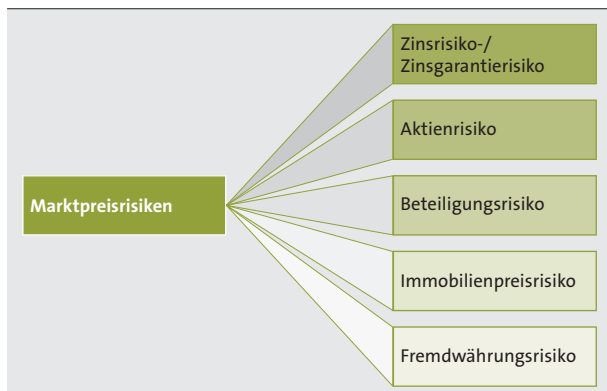 Zinsrisiko-/
Zinsgarantierisiko
Aktienrisiko
Marktpreisrisiken
Beteiligungsrisiko
Immobilienpreisrisiko
Fremdwährungsrisiko